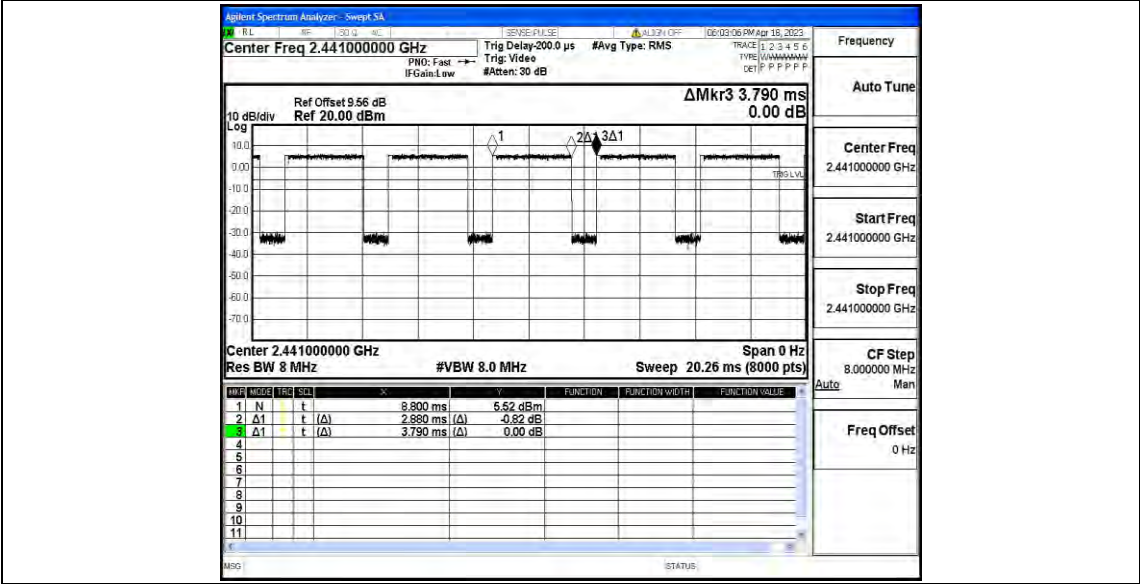 Agilent Spectrum Analyzer - Swept SA
RL RF 50 Ω AC SENSE:PULSE ALIGN OFF 06:03:06 PM Apr 18, 2023
Center Freq 2.441000000 GHz
Trig Delay-200.0 µs #Avg Type: RMS
TRACE 1 2 3 4 5 6
PNO: Fast Trig: Video
TYPE WWWWWW
IFGain:Low #Atten: 30 dB
DET P P P P P P
ΔMkr3 3.790 ms
0.00 dB
Ref Offset 9.56 dB
10 dB/div Ref 20.00 dBm
Log
10.0
0.00
-10.0
-20.0
-30.0
-40.0
-50.0
-60.0
-70.0
1
3Δ1
TRIG LVL
Center 2.441000000 GHz Span 0 Hz
Res BW 8 MHz #VBW 8.0 MHz Sweep 20.26 ms (8000 pts)
MKR MODE TRC SCL X Y FUNCTION FUNCTION WIDTH FUNCTION VALUE
1 N t 8.800 ms 5.52 dBm
2 Δ1 t (Δ) 2.880 ms (Δ) -0.82 dB
3 Δ1 t (Δ) 3.790 ms (Δ) 0.00 dB
4
5
6
7
8
9
10
11
MSG STATUS
Frequency
Auto Tune
Center Freq
2.441000000 GHz
Start Freq
2.441000000 GHz
Stop Freq
2.441000000 GHz
CF Step
8.000000 MHz
Auto Man
Freq Offset
0 Hz